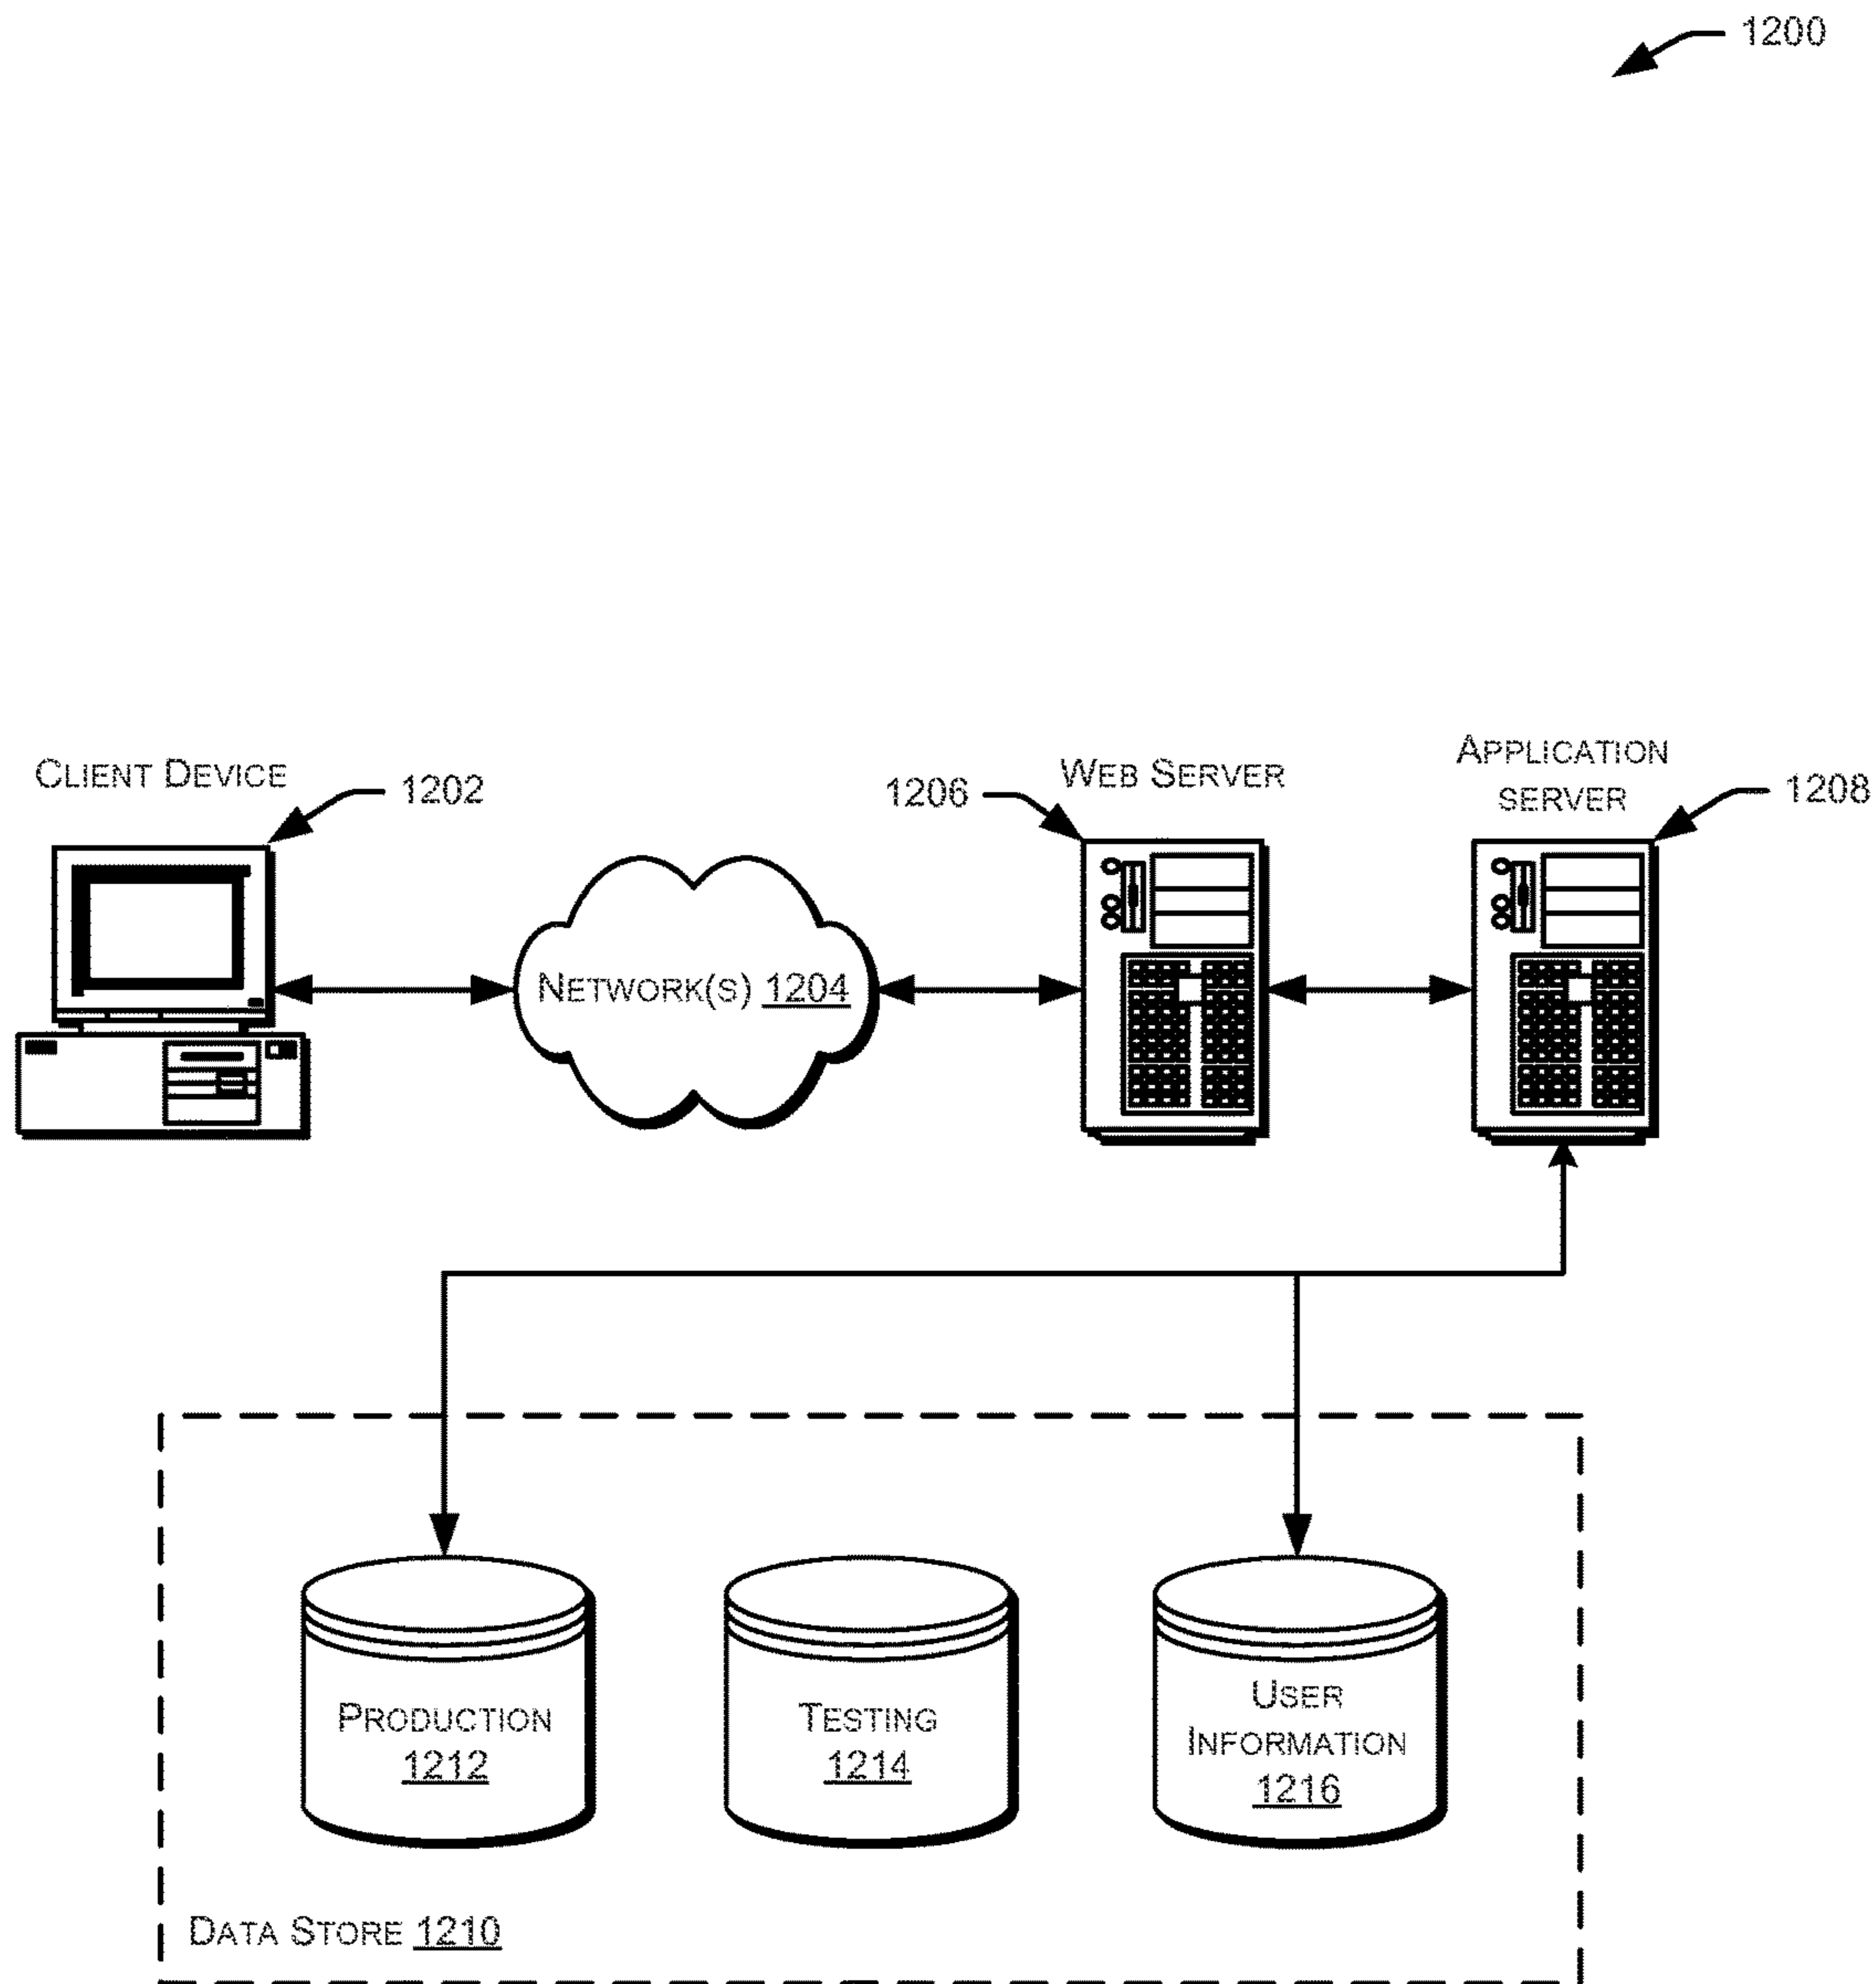 1200
CLIENT DEVICE
1202
1206
WEB SERVER
APPLICATION
SERVER
1208
NETWORK(S) 1204
PRODUCTION
1212
TESTING
1214
USER
INFORMATION
1216
DATA STORE 1210